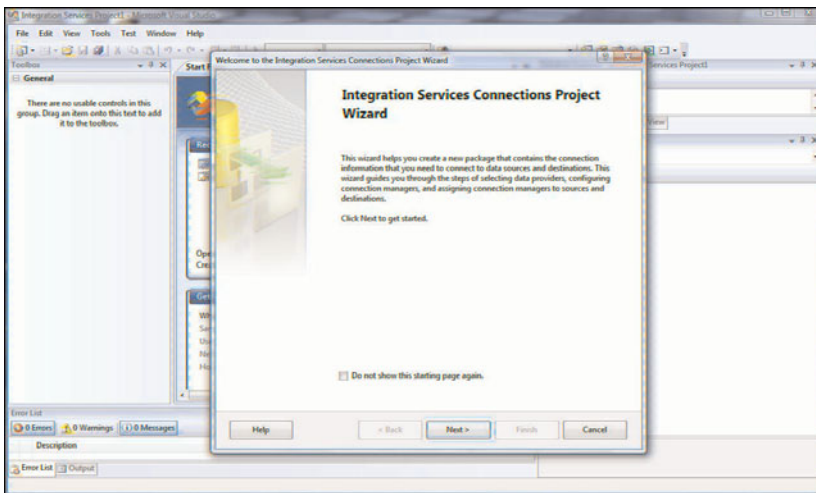 Integration Services Project1 - Microsoft Visual Studio
File Edit View Tools Test Window Help
Toolbox
General
There are no usable controls in this
group. Drag an item onto this text to add
it to the toolbox.
Start
Rec
Ope
Crea
Get
Error List
0 Errors 0 Warnings 0 Messages
Description
Error List Output
Services Project1
View
Welcome to the Integration Services Connections Project Wizard
Integration Services Connections Project
Wizard
This wizard helps you create a new package that contains the connection
information that you need to connect to data sources and destinations. This
wizard guides you through the steps of selecting data providers, configuring
connection managers, and assigning connection managers to sources and
destinations.
Click Next to get started.
Do not show this starting page again.
Help < Back Next > Finish Cancel